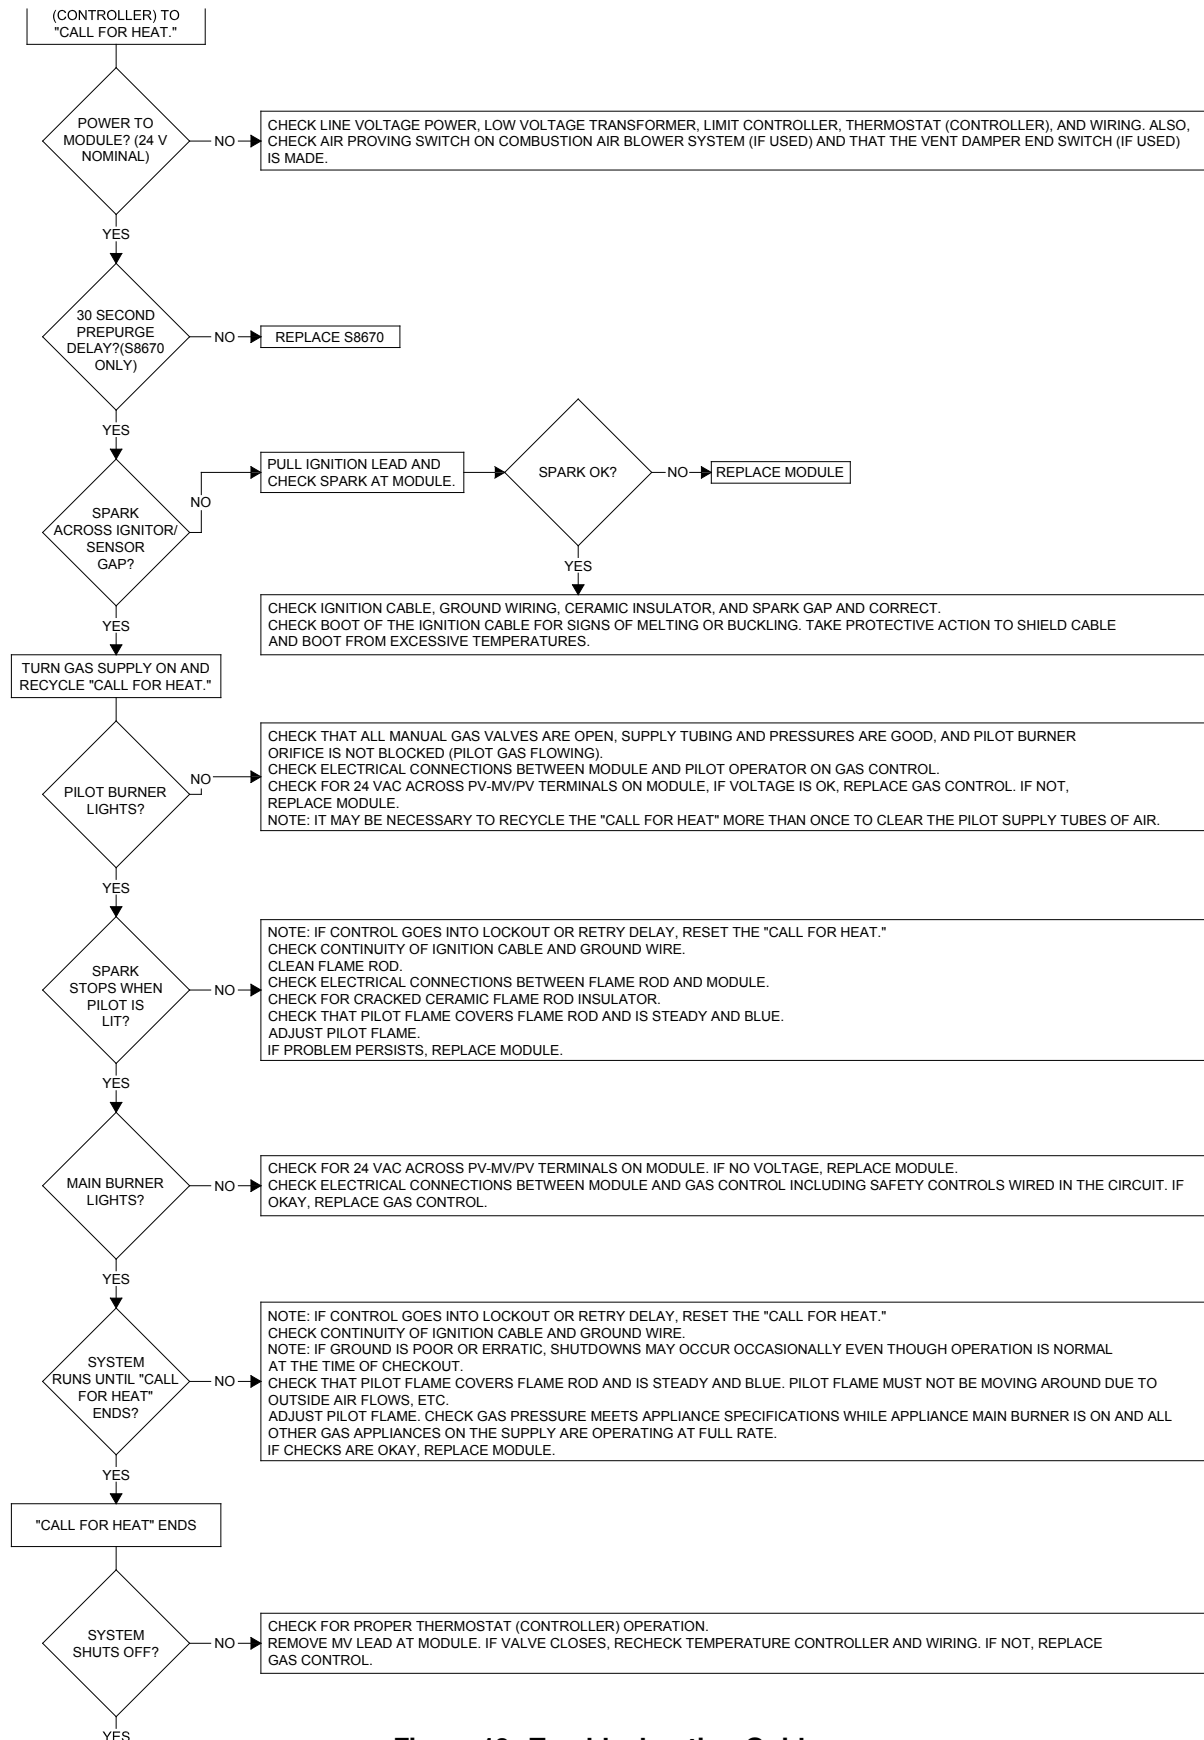 (CONTROLLER) TO
"CALL FOR HEAT."
POWER TO
MODULE? (24 V
NOMINAL)
NO
CHECK LINE VOLTAGE POWER, LOW VOLTAGE TRANSFORMER, LIMIT CONTROLLER, THERMOSTAT (CONTROLLER), AND WIRING. ALSO,
CHECK AIR PROVING SWITCH ON COMBUSTION AIR BLOWER SYSTEM (IF USED) AND THAT THE VENT DAMPER END SWITCH (IF USED)
IS MADE.
YES
30 SECOND
PREPURGE
DELAY?(S8670
ONLY)
NO
REPLACE S8670
YES
SPARK
ACROSS IGNITOR/
SENSOR
GAP?
NO
PULL IGNITION LEAD AND
CHECK SPARK AT MODULE.
SPARK OK?
NO
REPLACE MODULE
YES
CHECK IGNITION CABLE, GROUND WIRING, CERAMIC INSULATOR, AND SPARK GAP AND CORRECT.
CHECK BOOT OF THE IGNITION CABLE FOR SIGNS OF MELTING OR BUCKLING. TAKE PROTECTIVE ACTION TO SHIELD CABLE
AND BOOT FROM EXCESSIVE TEMPERATURES.
YES
TURN GAS SUPPLY ON AND
RECYCLE "CALL FOR HEAT."
PILOT BURNER
LIGHTS?
NO
CHECK THAT ALL MANUAL GAS VALVES ARE OPEN, SUPPLY TUBING AND PRESSURES ARE GOOD, AND PILOT BURNER
ORIFICE IS NOT BLOCKED (PILOT GAS FLOWING).
CHECK ELECTRICAL CONNECTIONS BETWEEN MODULE AND PILOT OPERATOR ON GAS CONTROL.
CHECK FOR 24 VAC ACROSS PV-MV/PV TERMINALS ON MODULE, IF VOLTAGE IS OK, REPLACE GAS CONTROL. IF NOT,
REPLACE MODULE.
NOTE: IT MAY BE NECESSARY TO RECYCLE THE "CALL FOR HEAT" MORE THAN ONCE TO CLEAR THE PILOT SUPPLY TUBES OF AIR.
YES
SPARK
STOPS WHEN
PILOT IS
LIT?
NO
NOTE: IF CONTROL GOES INTO LOCKOUT OR RETRY DELAY, RESET THE "CALL FOR HEAT."
CHECK CONTINUITY OF IGNITION CABLE AND GROUND WIRE.
CLEAN FLAME ROD.
CHECK ELECTRICAL CONNECTIONS BETWEEN FLAME ROD AND MODULE.
CHECK FOR CRACKED CERAMIC FLAME ROD INSULATOR.
CHECK THAT PILOT FLAME COVERS FLAME ROD AND IS STEADY AND BLUE.
ADJUST PILOT FLAME.
IF PROBLEM PERSISTS, REPLACE MODULE.
YES
MAIN BURNER
LIGHTS?
NO
CHECK FOR 24 VAC ACROSS PV-MV/PV TERMINALS ON MODULE. IF NO VOLTAGE, REPLACE MODULE.
CHECK ELECTRICAL CONNECTIONS BETWEEN MODULE AND GAS CONTROL INCLUDING SAFETY CONTROLS WIRED IN THE CIRCUIT. IF
OKAY, REPLACE GAS CONTROL.
YES
SYSTEM
RUNS UNTIL "CALL
FOR HEAT"
ENDS?
NO
NOTE: IF CONTROL GOES INTO LOCKOUT OR RETRY DELAY, RESET THE "CALL FOR HEAT."
CHECK CONTINUITY OF IGNITION CABLE AND GROUND WIRE.
NOTE: IF GROUND IS POOR OR ERRATIC, SHUTDOWNS MAY OCCUR OCCASIONALLY EVEN THOUGH OPERATION IS NORMAL
AT THE TIME OF CHECKOUT.
CHECK THAT PILOT FLAME COVERS FLAME ROD AND IS STEADY AND BLUE. PILOT FLAME MUST NOT BE MOVING AROUND DUE TO
OUTSIDE AIR FLOWS, ETC.
ADJUST PILOT FLAME. CHECK GAS PRESSURE MEETS APPLIANCE SPECIFICATIONS WHILE APPLIANCE MAIN BURNER IS ON AND ALL
OTHER GAS APPLIANCES ON THE SUPPLY ARE OPERATING AT FULL RATE.
IF CHECKS ARE OKAY, REPLACE MODULE.
YES
"CALL FOR HEAT" ENDS
SYSTEM
SHUTS OFF?
NO
CHECK FOR PROPER THERMOSTAT (CONTROLLER) OPERATION.
REMOVE MV LEAD AT MODULE. IF VALVE CLOSES, RECHECK TEMPERATURE CONTROLLER AND WIRING. IF NOT, REPLACE
GAS CONTROL.
YES